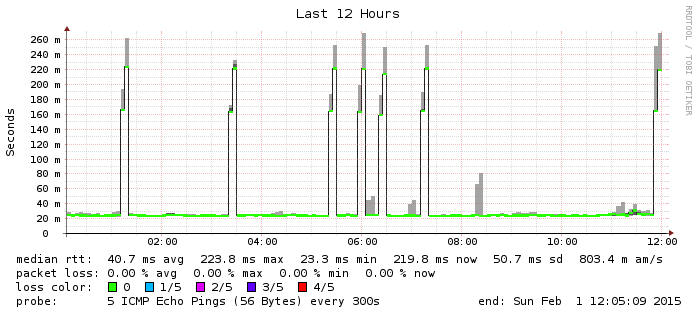 Last 12 Hours
RRDTOOL / TOBI OETIKER
Seconds
260 m
240 m
220 m
200 m
180 m
160 m
140 m
120 m
100 m
80 m
60 m
40 m
20 m
0
02:00 04:00 06:00 08:00 10:00 12:00
median rtt: 40.7 ms avg 223.8 ms max 23.3 ms min 219.8 ms now 50.7 ms sd 803.4 m am/s
packet loss: 0.00 % avg 0.00 % max 0.00 % min 0.00 % now
loss color: 0 1/5 2/5 3/5 4/5
probe: 5 ICMP Echo Pings (56 Bytes) every 300s end: Sun Feb 1 12:05:09 2015